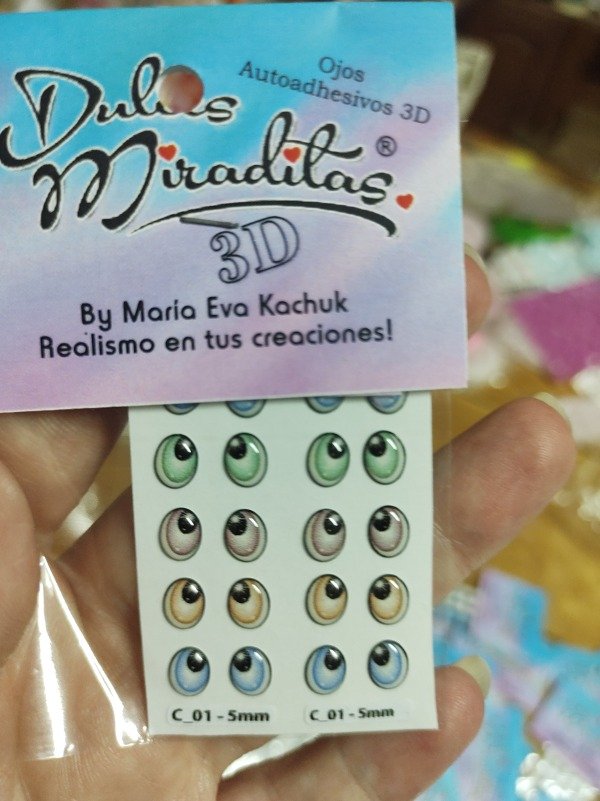 Ojos
Autoadhesivos 3D
Dulces
Miraditas®
3D
By María Eva Kachuk
Realismo en tus creaciones!
C_01 - 5mm C_01 - 5mm